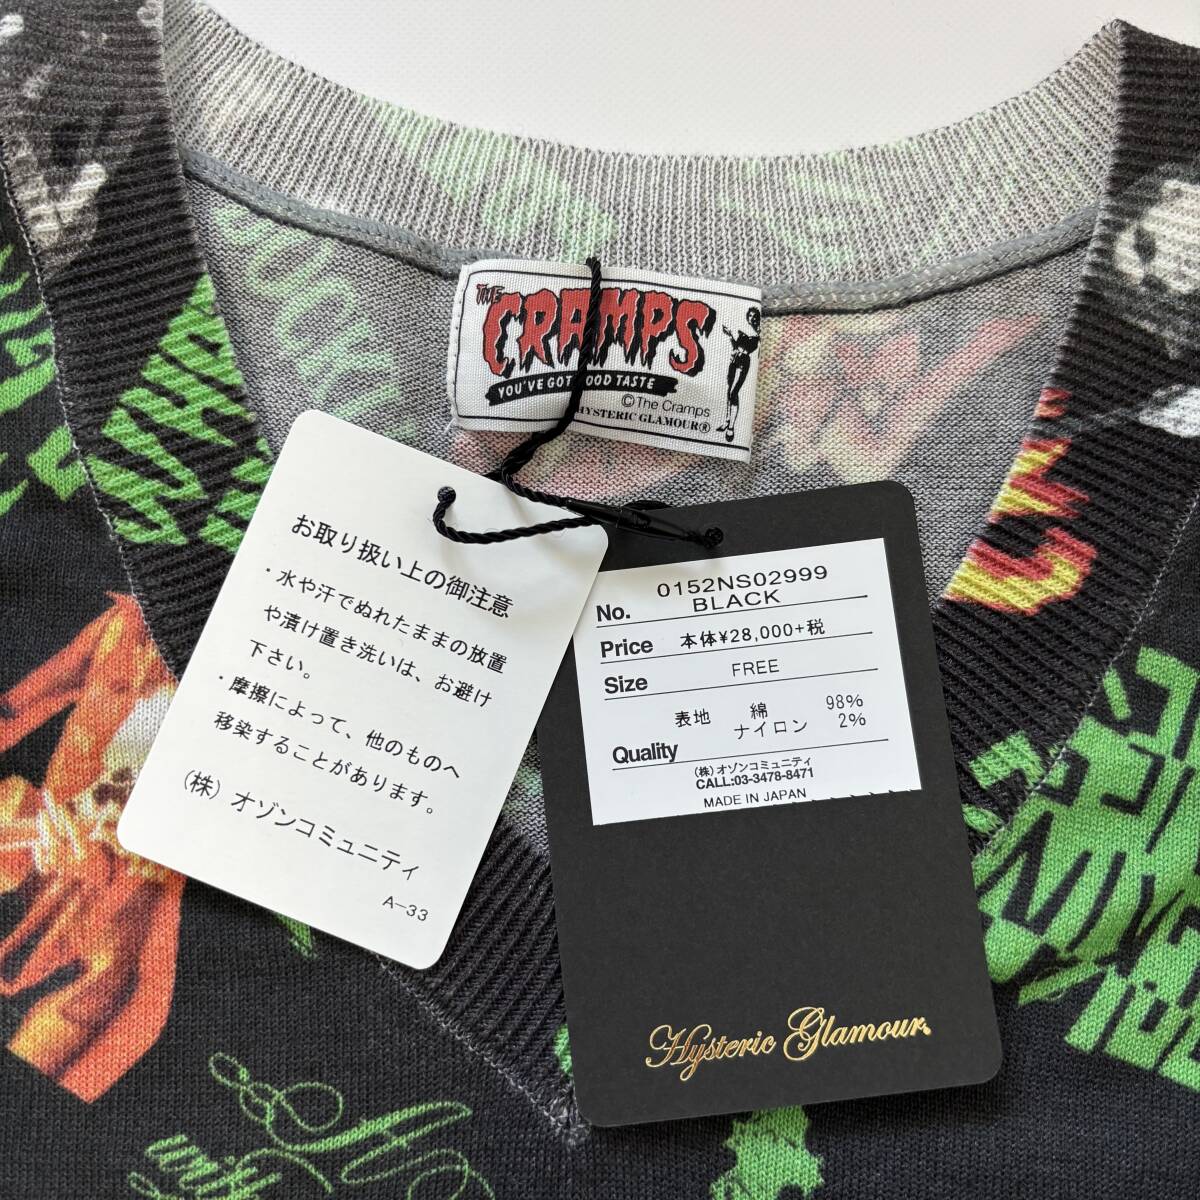 THE
CRAMPS
YOU'VE GOT GOOD TASTE
©The Cramps
HYSTERIC GLAMOUR®
お取り扱い上の御注意
・水や汗でぬれたままの放置
や漬け置き洗いは、お避け
下さい。
・摩擦によって、他のものへ
移染することがあります。
(株) オゾンコミュニティ
A-33
No. 0152NS02999
BLACK
Price 本体¥28,000+税
Size FREE
表地 綿 98%
ナイロン 2%
Quality
(株) オゾンコミュニティ
CALL:03-3478-8471
MADE IN JAPAN
Hysteric Glamour